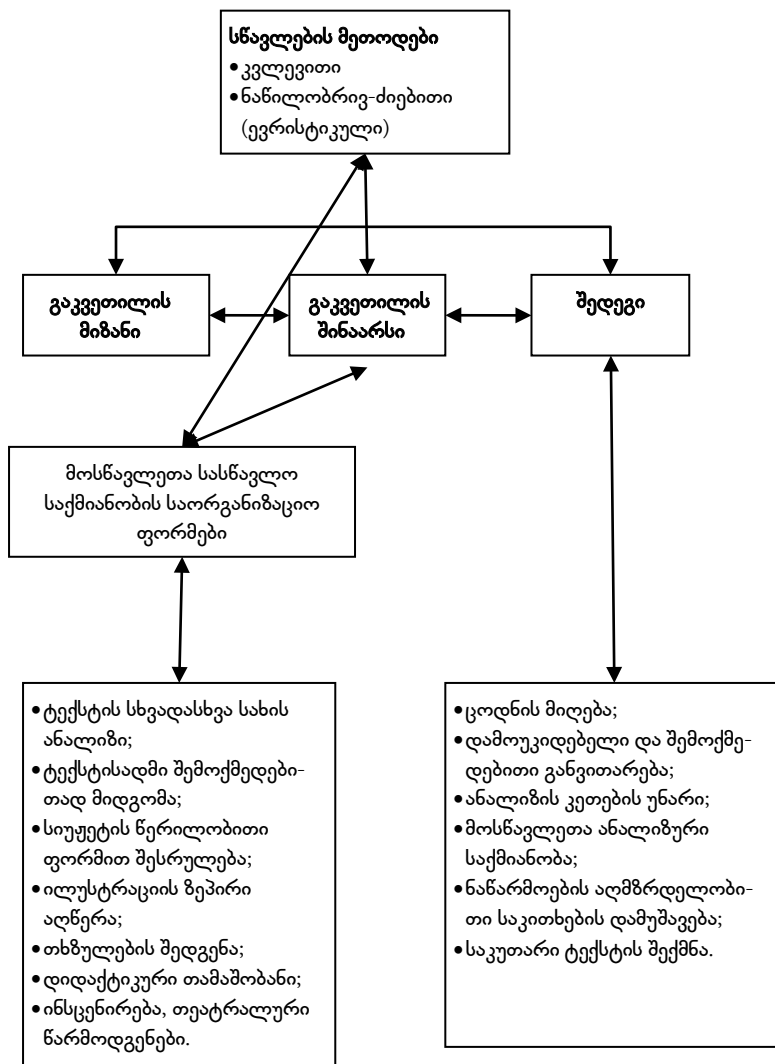 სწავლების მეთოდები
•კვლევითი
•ნაწილობრივ-ძიებითი
(ევრისტიკული)
გაკვეთილის
მიზანი
გაკვეთილის
შინაარსი
შედეგი
მოსწავლეთა სასწავლო
საქმიანობის საორგანიზაციო
ფორმები
•ტექსტის სხვადასხვა სახის
ანალიზი;
•ტექსტისადმი შემოქმედები-
თად მიდგომა;
•სიუჟეტის წერილობითი
ფორმით შესრულება;
•ილუსტრაციის ზეპირი
აღწერა;
•თხზულების შედგენა;
•დიდაქტიკური თამაშობანი;
•ინსცენირება, თეატრალური
წარმოდგენები.
•ცოდნის მიღება;
•დამოუკიდებელი და შემოქმე-
დებითი განვითარება;
•ანალიზის კეთების უნარი;
•მოსწავლეთა ანალიზური
საქმიანობა;
•ნაწარმოების აღმზრდელობი-
თი საკითხების დამუშავება;
•საკუთარი ტექსტის შექმნა.